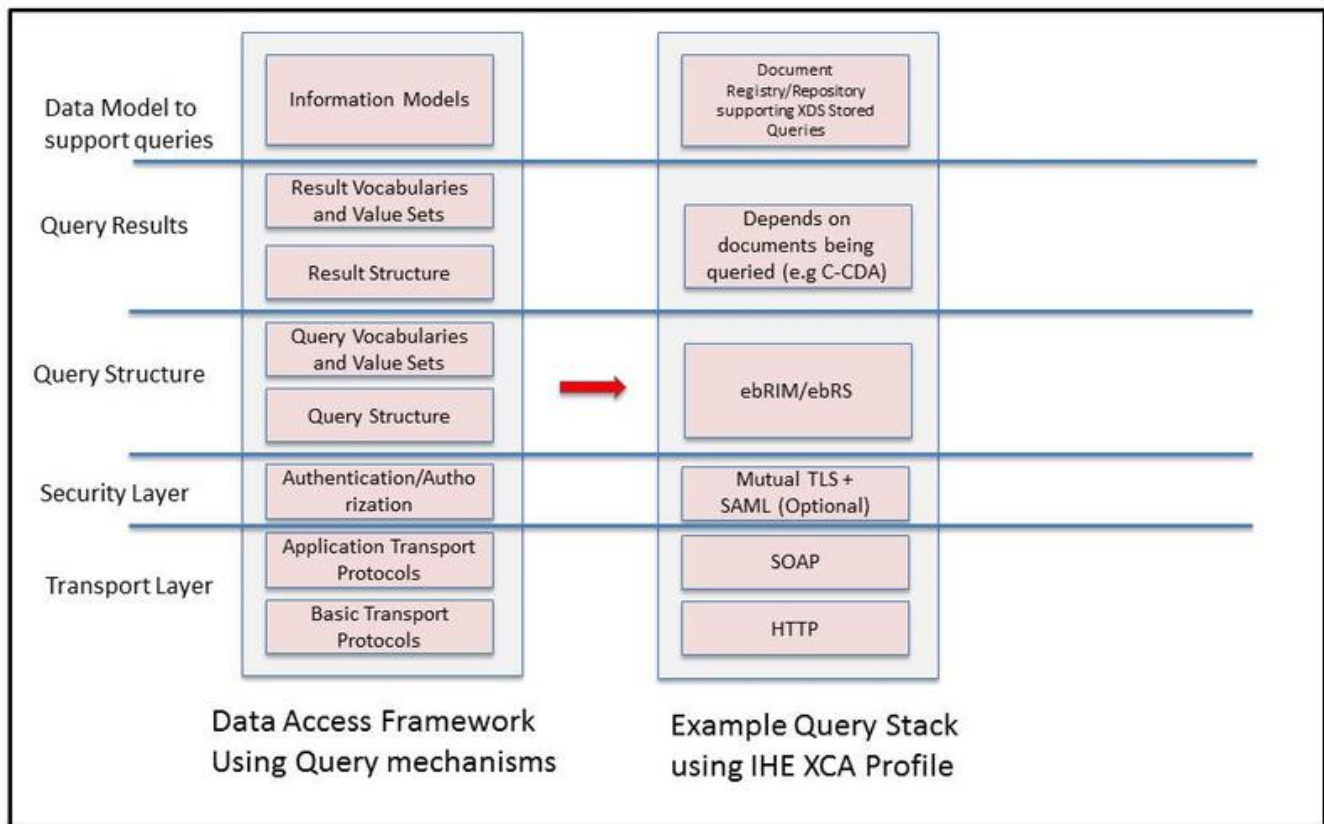 Data Model to
support queries
Information Models
Document
Registry/Repository
supporting XDS Stored
Queries
Query Results
Result Vocabularies
and Value Sets
Result Structure
Depends on
documents being
queried (e.g C-CDA)
Query Structure
Query Vocabularies
and Value Sets
Query Structure
ebRIM/ebRS
Security Layer
Authentication/Autho
rization
Mutual TLS +
SAML (Optional)
Transport Layer
Application Transport
Protocols
Basic Transport
Protocols
SOAP
HTTP
Data Access Framework
Using Query mechanisms
Example Query Stack
using IHE XCA Profile